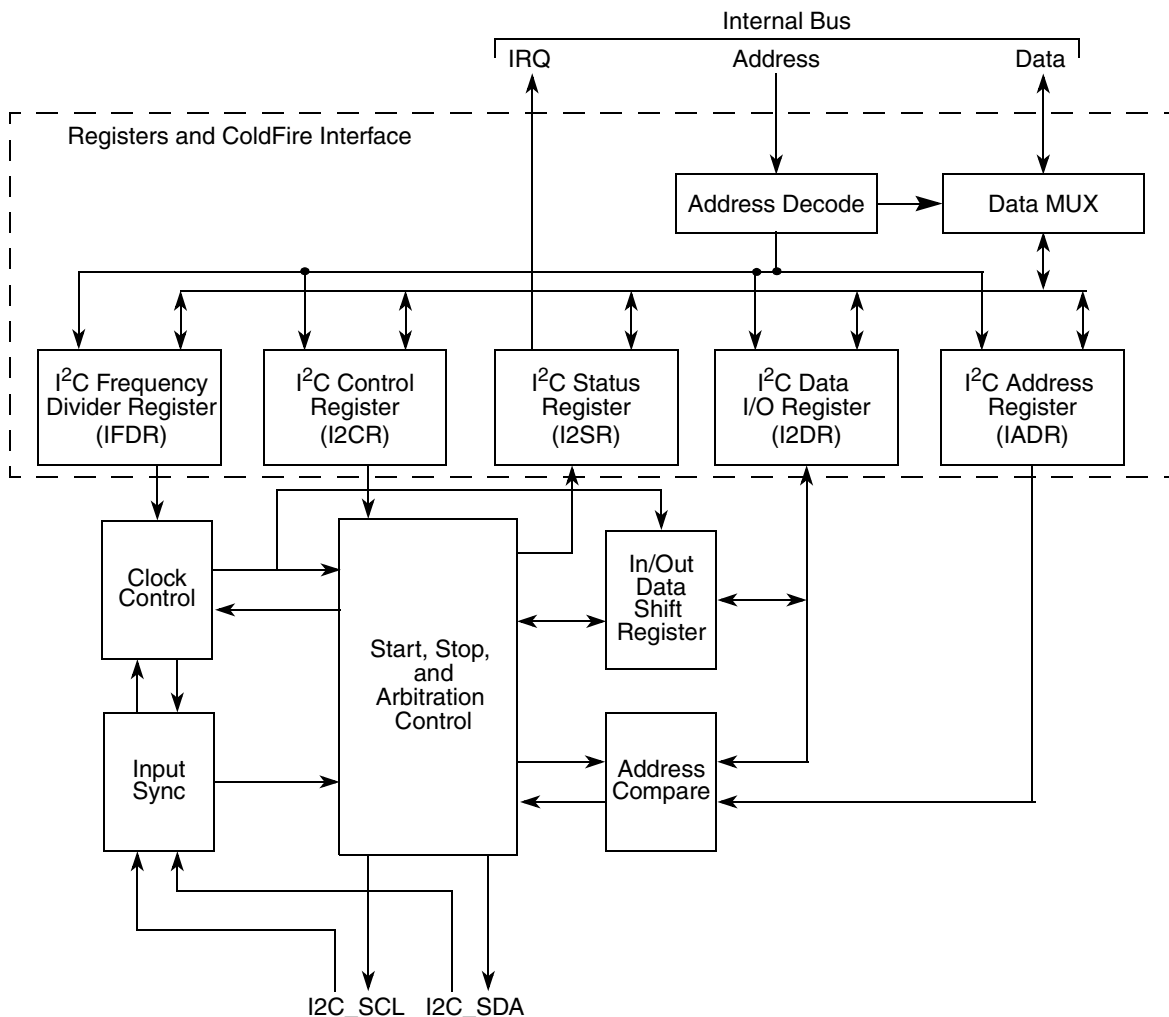 Internal Bus
IRQ
Address
Data
Registers and ColdFire Interface
Address Decode
Data MUX
I²C Frequency
Divider Register
(IFDR)
I²C Control
Register
(I2CR)
I²C Status
Register
(I2SR)
I²C Data
I/O Register
(I2DR)
I²C Address
Register
(IADR)
Clock
Control
Start, Stop,
and
Arbitration
Control
In/Out
Data
Shift
Register
Input
Sync
Address
Compare
I2C_SCL
I2C_SDA